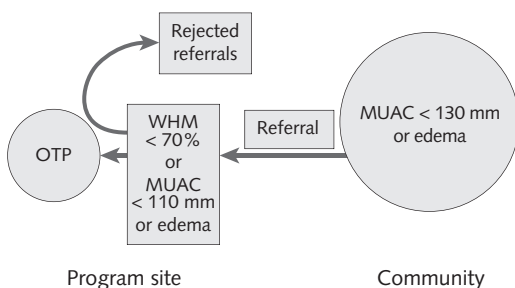 Rejected
referrals
WHM
< 70%
or
MUAC
< 110 mm
or edema
OTP
Referral
MUAC < 130 mm
or edema
Program site
Community